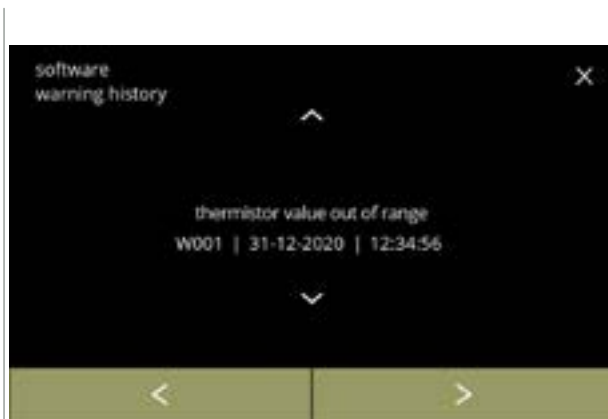 software
warning history
thermistor value out of range
W001 | 31-12-2020 | 12:34:56